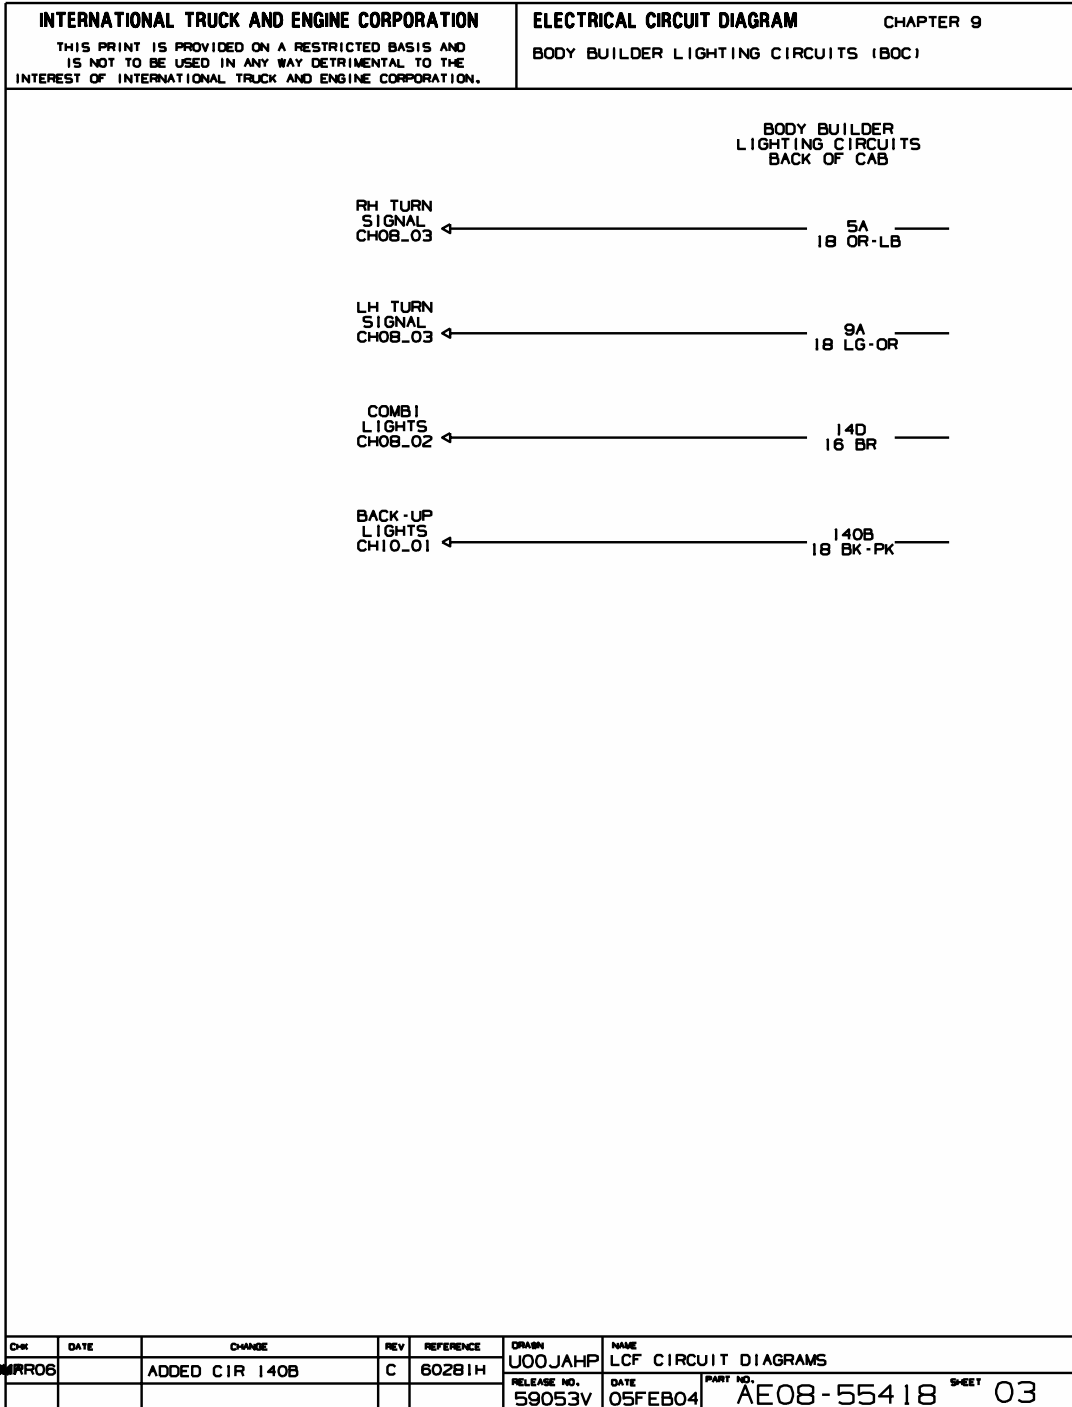 INTERNATIONAL TRUCK AND ENGINE CORPORATION
THIS PRINT IS PROVIDED ON A RESTRICTED BASIS AND
IS NOT TO BE USED IN ANY WAY DETRIMENTAL TO THE
INTEREST OF INTERNATIONAL TRUCK AND ENGINE CORPORATION.
ELECTRICAL CIRCUIT DIAGRAM CHAPTER 9
BODY BUILDER LIGHTING CIRCUITS (BOC)
BODY BUILDER
LIGHTING CIRCUITS
BACK OF CAB
RH TURN
SIGNAL
CH08_03
5A
18 OR-LB
LH TURN
SIGNAL
CH08_03
9A
18 LG-OR
COMBI
LIGHTS
CH08_02
14D
16 BR
BACK-UP
LIGHTS
CH10_01
140B
18 BK-PK
CHK DATE CHANGE REV REFERENCE
RR06 ADDED CIR 140B C 60281H
DRAWN
U00JAHP
NAME
LCF CIRCUIT DIAGRAMS
RELEASE NO.
59053V
DATE
05FEB04
PART NO.
AE08-55418
SHEET 03